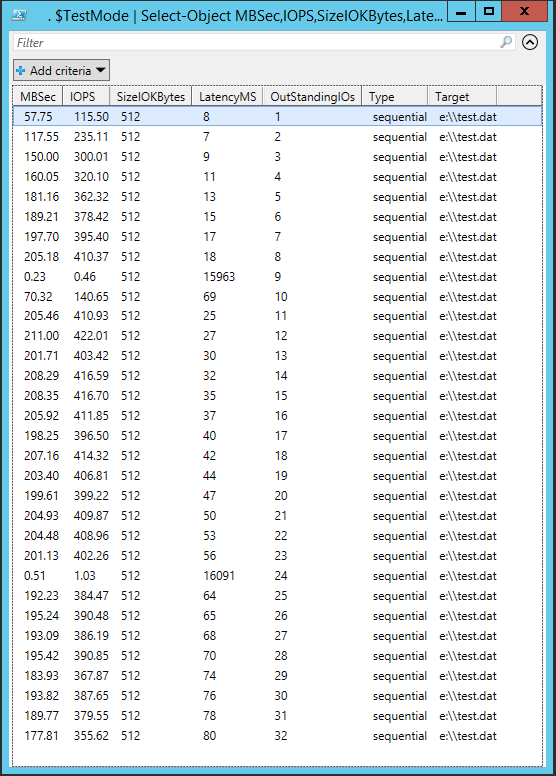 . $TestMode | Select-Object MBSec,IOPS,SizeIOKBytes,Late...
Filter
Add criteria
MBSec IOPS SizeIOKBytes LatencyMS OutStandingIOs Type Target
57.75 115.50 512 8 1 sequential e:\\test.dat
117.55 235.11 512 7 2 sequential e:\\test.dat
150.00 300.01 512 9 3 sequential e:\\test.dat
160.05 320.10 512 11 4 sequential e:\\test.dat
181.16 362.32 512 13 5 sequential e:\\test.dat
189.21 378.42 512 15 6 sequential e:\\test.dat
197.70 395.40 512 17 7 sequential e:\\test.dat
205.18 410.37 512 18 8 sequential e:\\test.dat
0.23 0.46 512 15963 9 sequential e:\\test.dat
70.32 140.65 512 69 10 sequential e:\\test.dat
205.46 410.93 512 25 11 sequential e:\\test.dat
211.00 422.01 512 27 12 sequential e:\\test.dat
201.71 403.42 512 30 13 sequential e:\\test.dat
208.29 416.59 512 32 14 sequential e:\\test.dat
208.35 416.70 512 35 15 sequential e:\\test.dat
205.92 411.85 512 37 16 sequential e:\\test.dat
198.25 396.50 512 40 17 sequential e:\\test.dat
207.16 414.32 512 42 18 sequential e:\\test.dat
203.40 406.81 512 44 19 sequential e:\\test.dat
199.61 399.22 512 47 20 sequential e:\\test.dat
204.93 409.87 512 50 21 sequential e:\\test.dat
204.48 408.96 512 53 22 sequential e:\\test.dat
201.13 402.26 512 56 23 sequential e:\\test.dat
0.51 1.03 512 16091 24 sequential e:\\test.dat
192.23 384.47 512 64 25 sequential e:\\test.dat
195.24 390.48 512 65 26 sequential e:\\test.dat
193.09 386.19 512 68 27 sequential e:\\test.dat
195.42 390.85 512 70 28 sequential e:\\test.dat
183.93 367.87 512 74 29 sequential e:\\test.dat
193.82 387.65 512 76 30 sequential e:\\test.dat
189.77 379.55 512 78 31 sequential e:\\test.dat
177.81 355.62 512 80 32 sequential e:\\test.dat